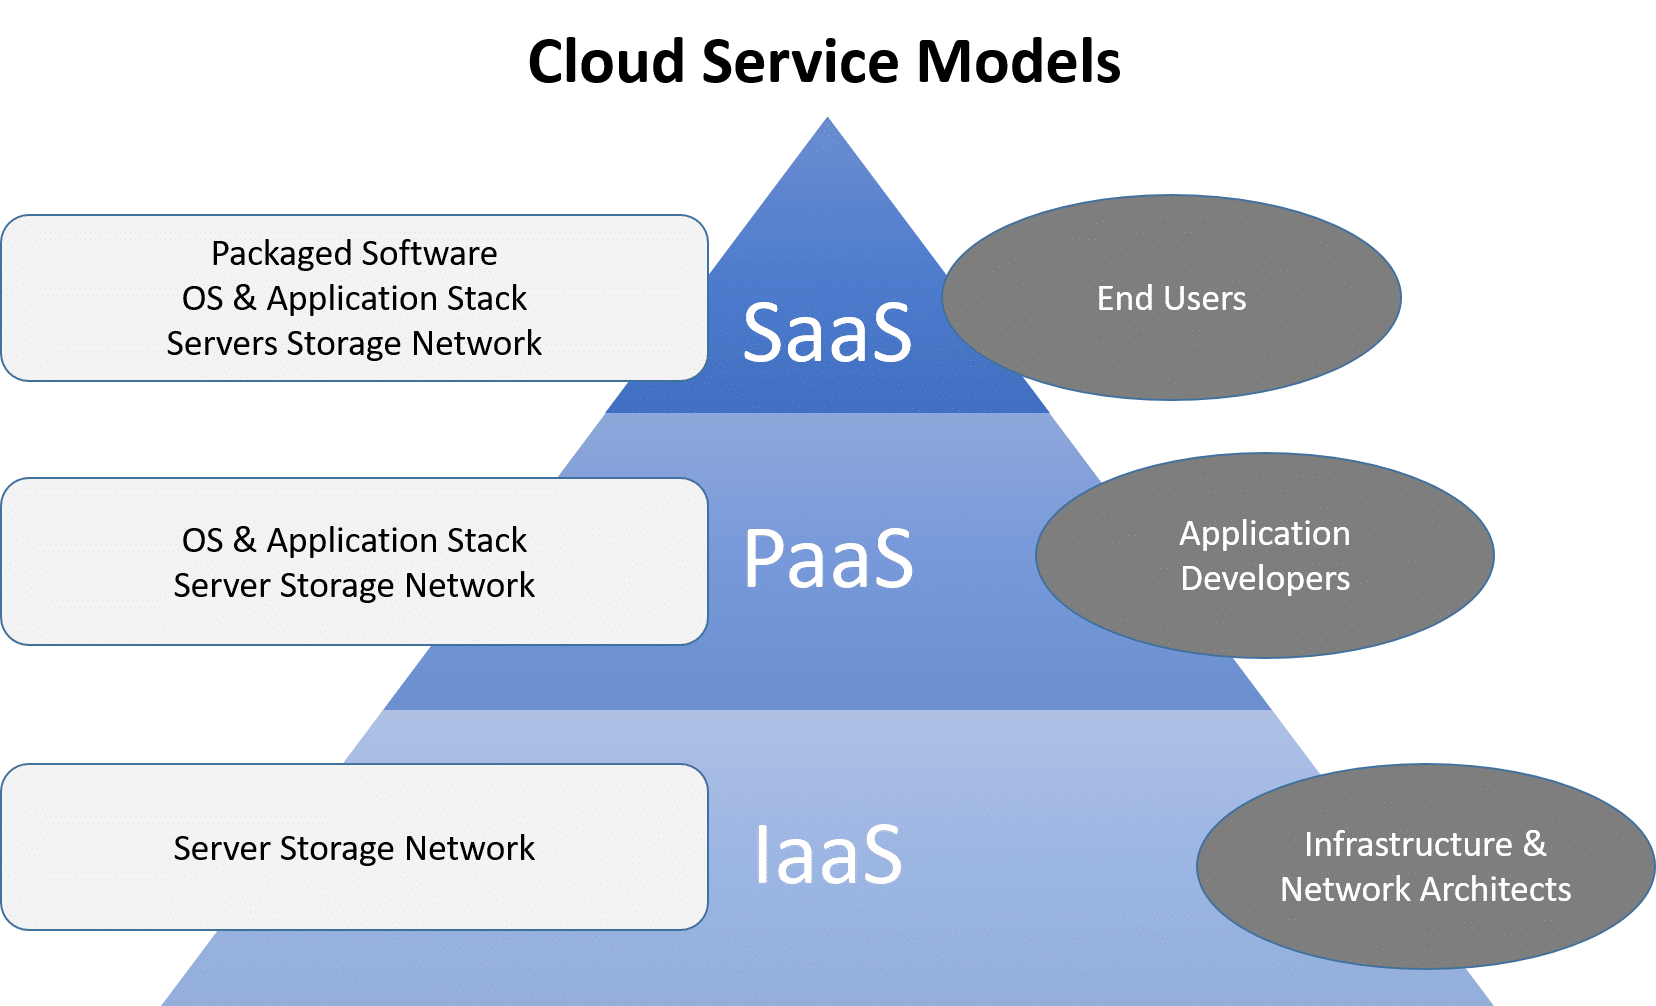 Cloud Service Models
Packaged Software
OS & Application Stack
Servers Storage Network
SaaS
End Users
OS & Application Stack
Server Storage Network
PaaS
Application
Developers
Server Storage Network
IaaS
Infrastructure &
Network Architects